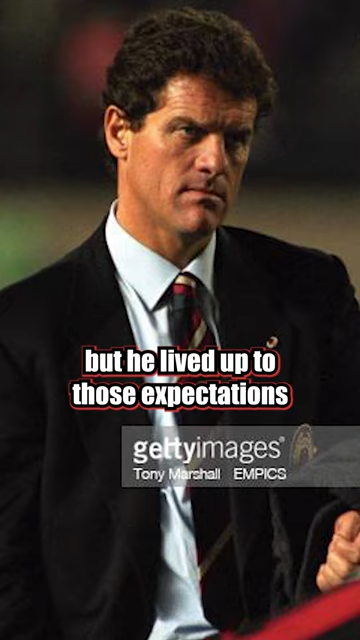 but he lived up to
those expectations
gettyimages®
Tony Marshall EMPICS